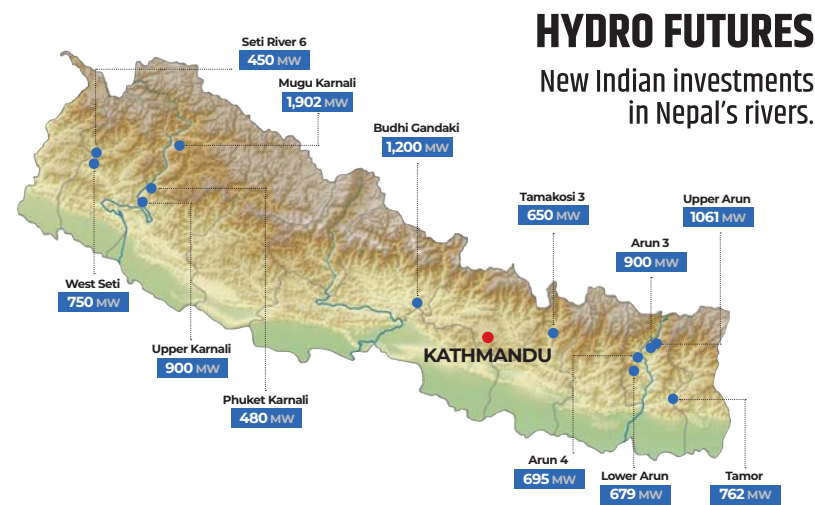 HYDRO FUTURES
New Indian investments
in Nepal's rivers.
Seti River 6
450 MW
Mugu Karnali
1,902 MW
Budhi Gandaki
1,200 MW
Tamakosi 3
650 MW
Upper Arun
1061 MW
Arun 3
900 MW
West Seti
750 MW
KATHMANDU
Upper Karnali
900 MW
Phuket Karnali
480 MW
Arun 4
695 MW
Lower Arun
679 MW
Tamor
762 MW